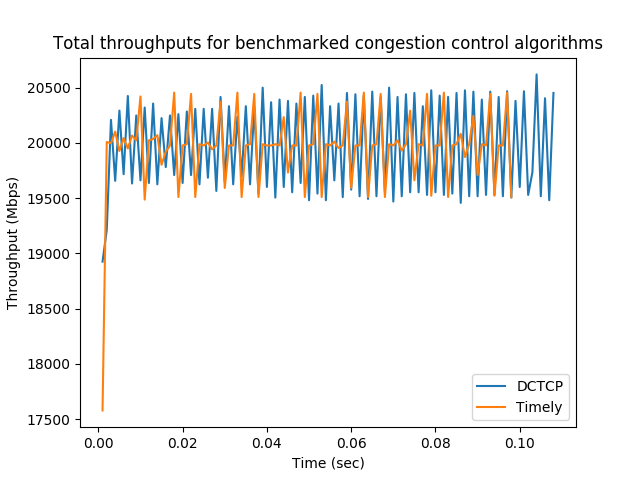 Total throughputs for benchmarked congestion control algorithms
20500
20000
19500
19000
18500
18000
17500
Throughput (Mbps)
DCTCP
Timely
0.00 0.02 0.04 0.06 0.08 0.10
Time (sec)